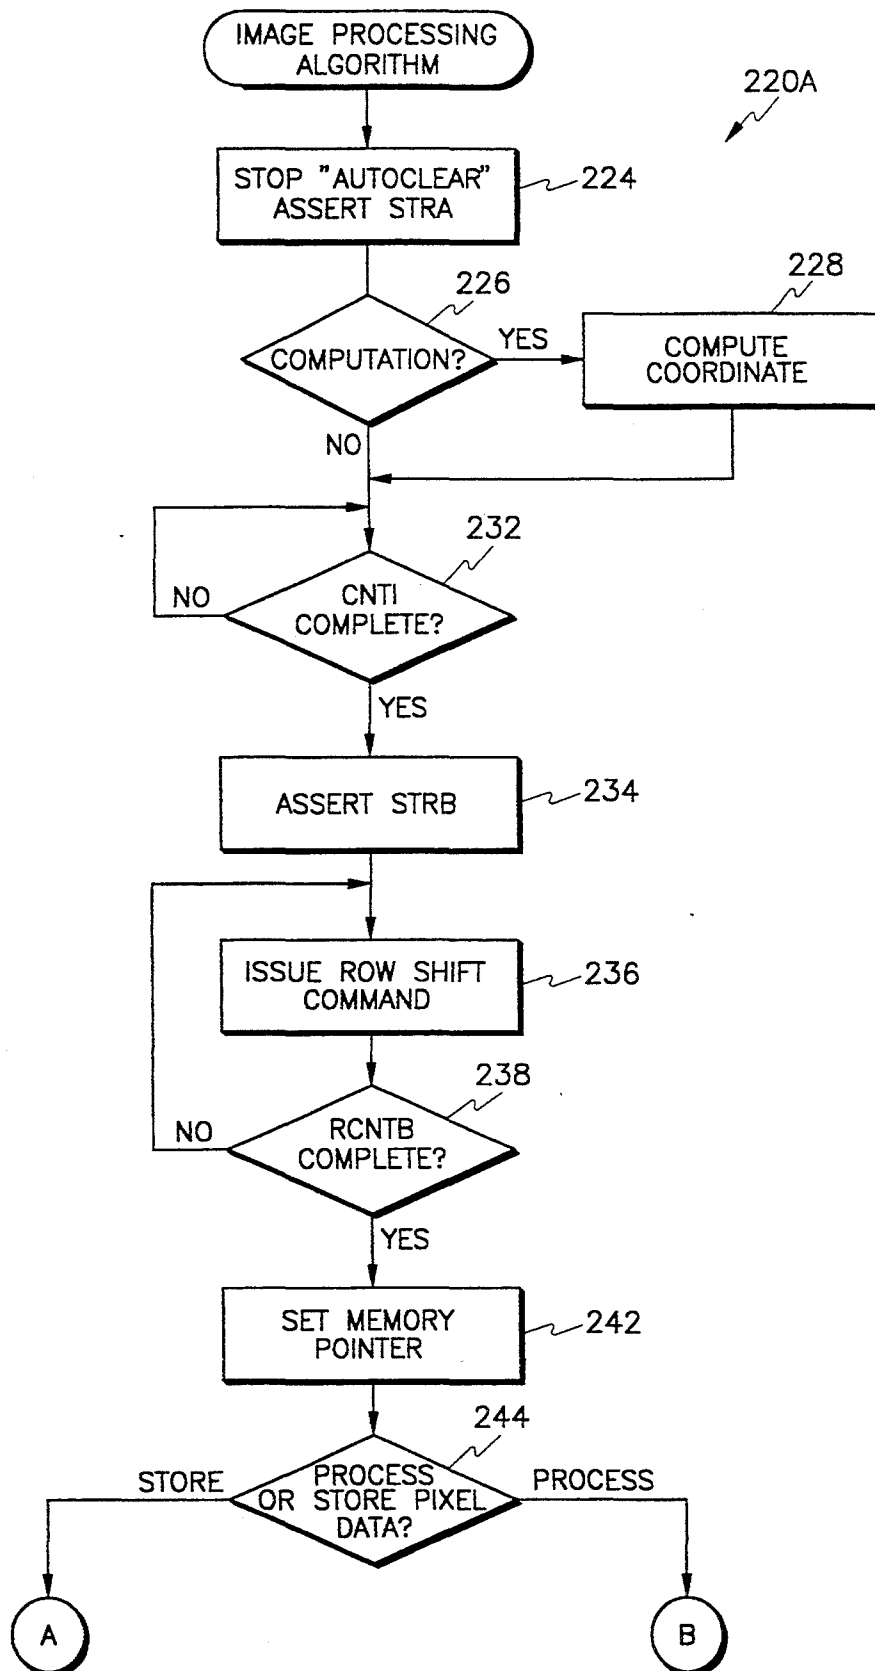 IMAGE PROCESSING
ALGORITHM
220A
STOP "AUTOCLEAR"
ASSERT STRA
224
226
228
COMPUTATION?
YES
COMPUTE
COORDINATE
NO
232
NO
CNTI
COMPLETE?
YES
ASSERT STRB
234
ISSUE ROW SHIFT
COMMAND
236
238
NO
RCNTB
COMPLETE?
YES
SET MEMORY
POINTER
242
244
STORE
PROCESS
OR STORE PIXEL
DATA?
PROCESS
A
B